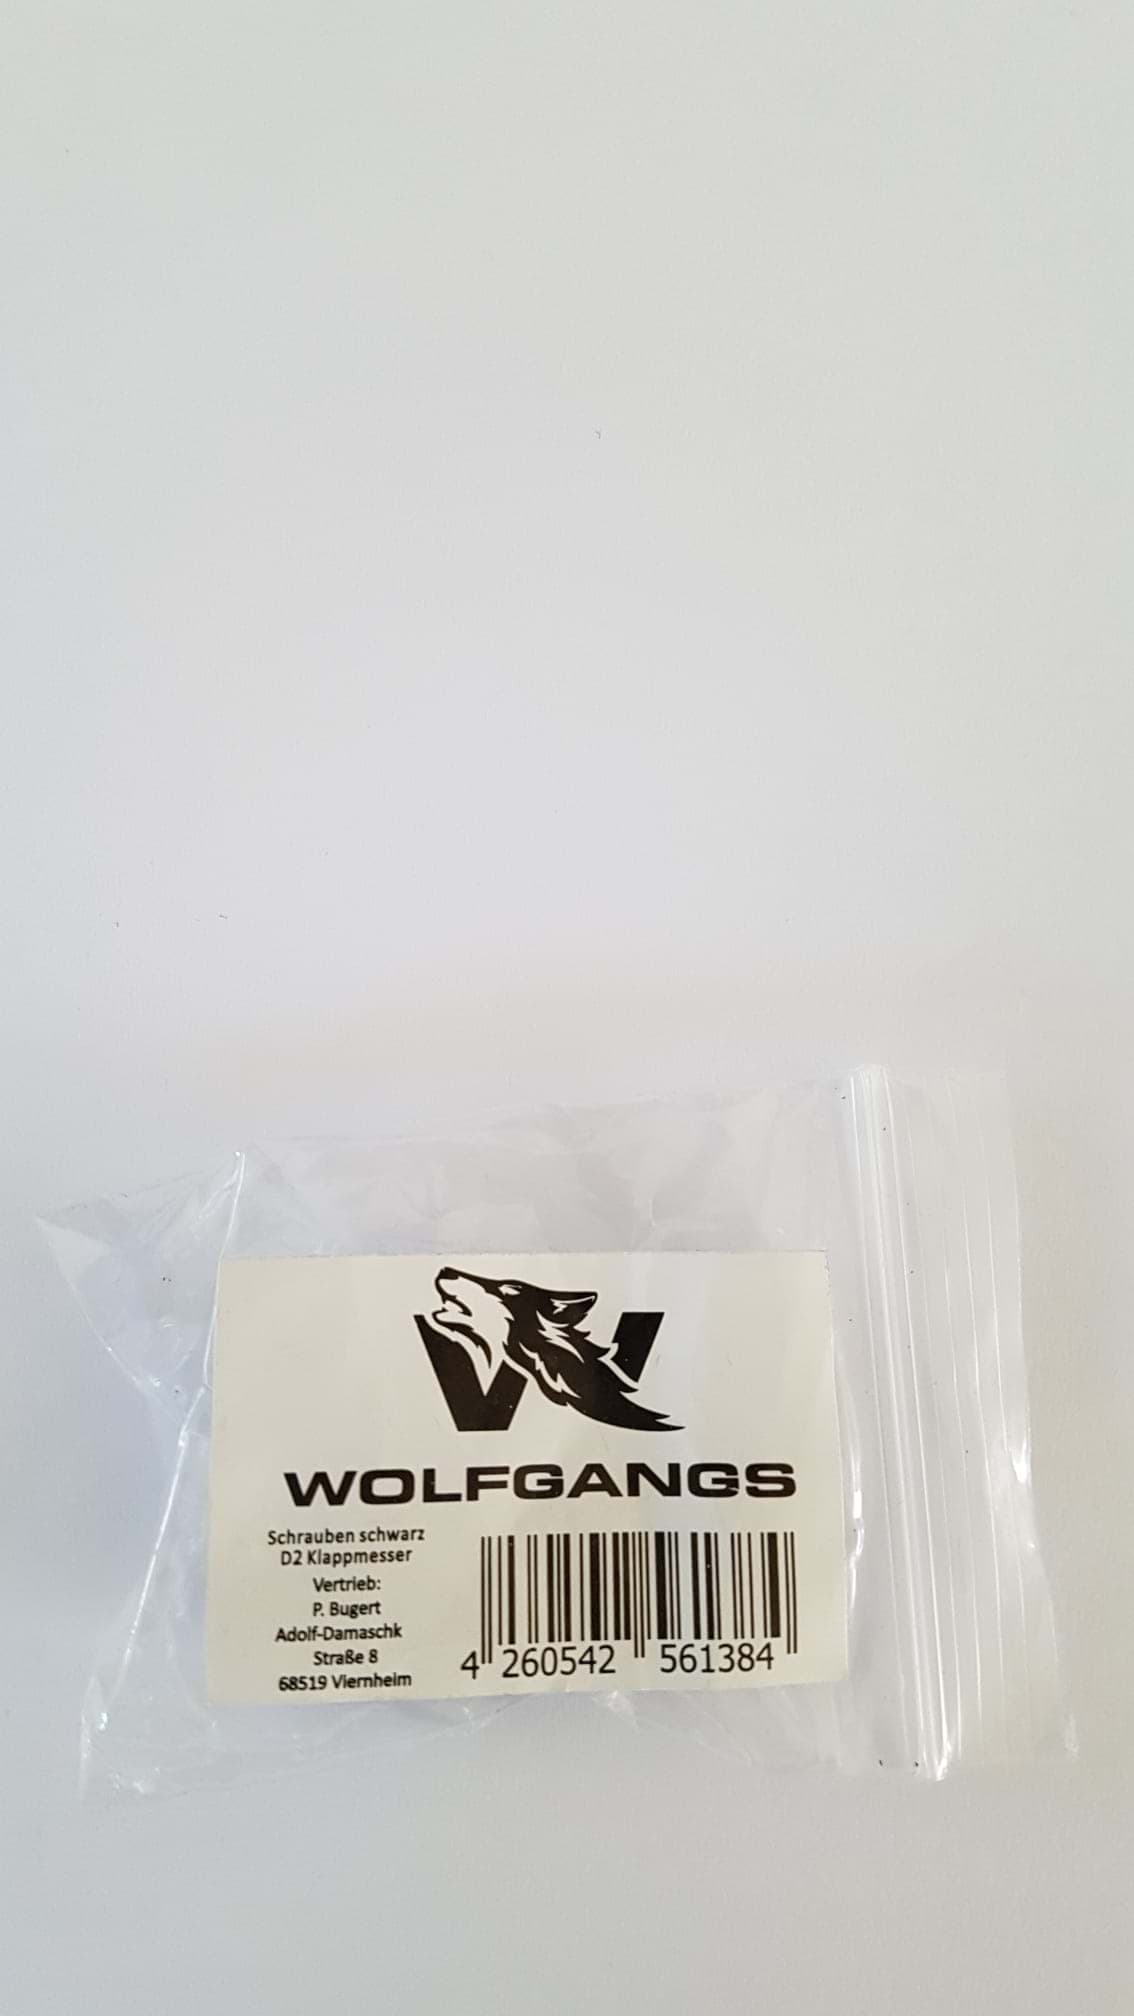 W
WOLFGANGS
Schrauben schwarz
D2 Klappmesser
Vertrieb:
P. Bugert
Adolf-Damaschk
Straße 8
68519 Viernheim
4 260542 561384